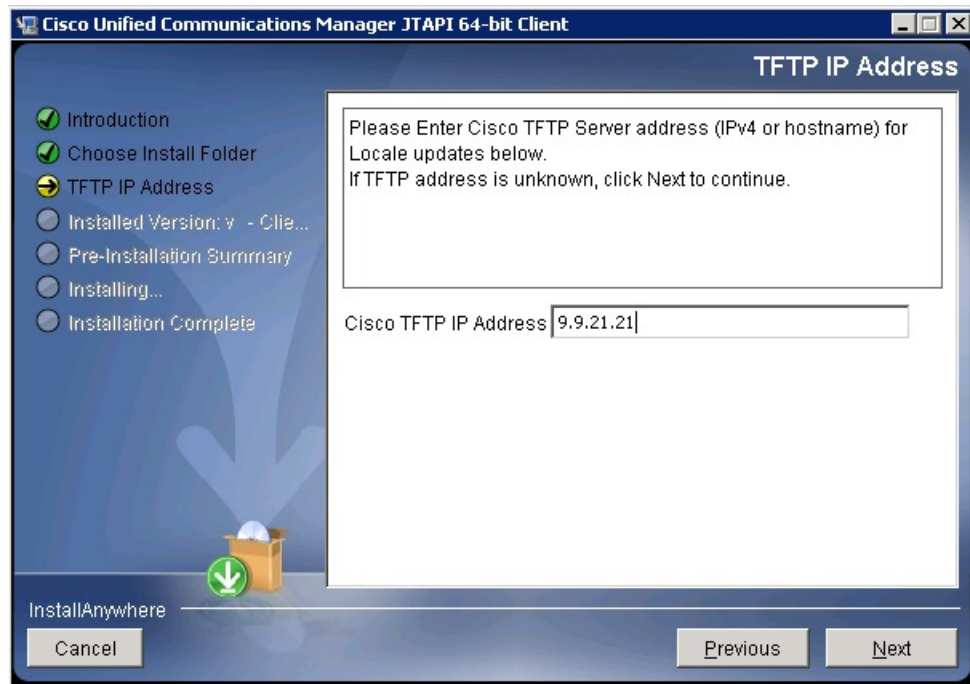 Cisco Unified Communications Manager JTAPI 64-bit Client
TFTP IP Address
Introduction
Choose Install Folder
TFTP IP Address
Installed Version: v - Clie...
Pre-Installation Summary
Installing...
Installation Complete
Please Enter Cisco TFTP Server address (IPv4 or hostname) for
Locale updates below.
If TFTP address is unknown, click Next to continue.
Cisco TFTP IP Address 9.9.21.21
InstallAnywhere
Cancel
Previous
Next